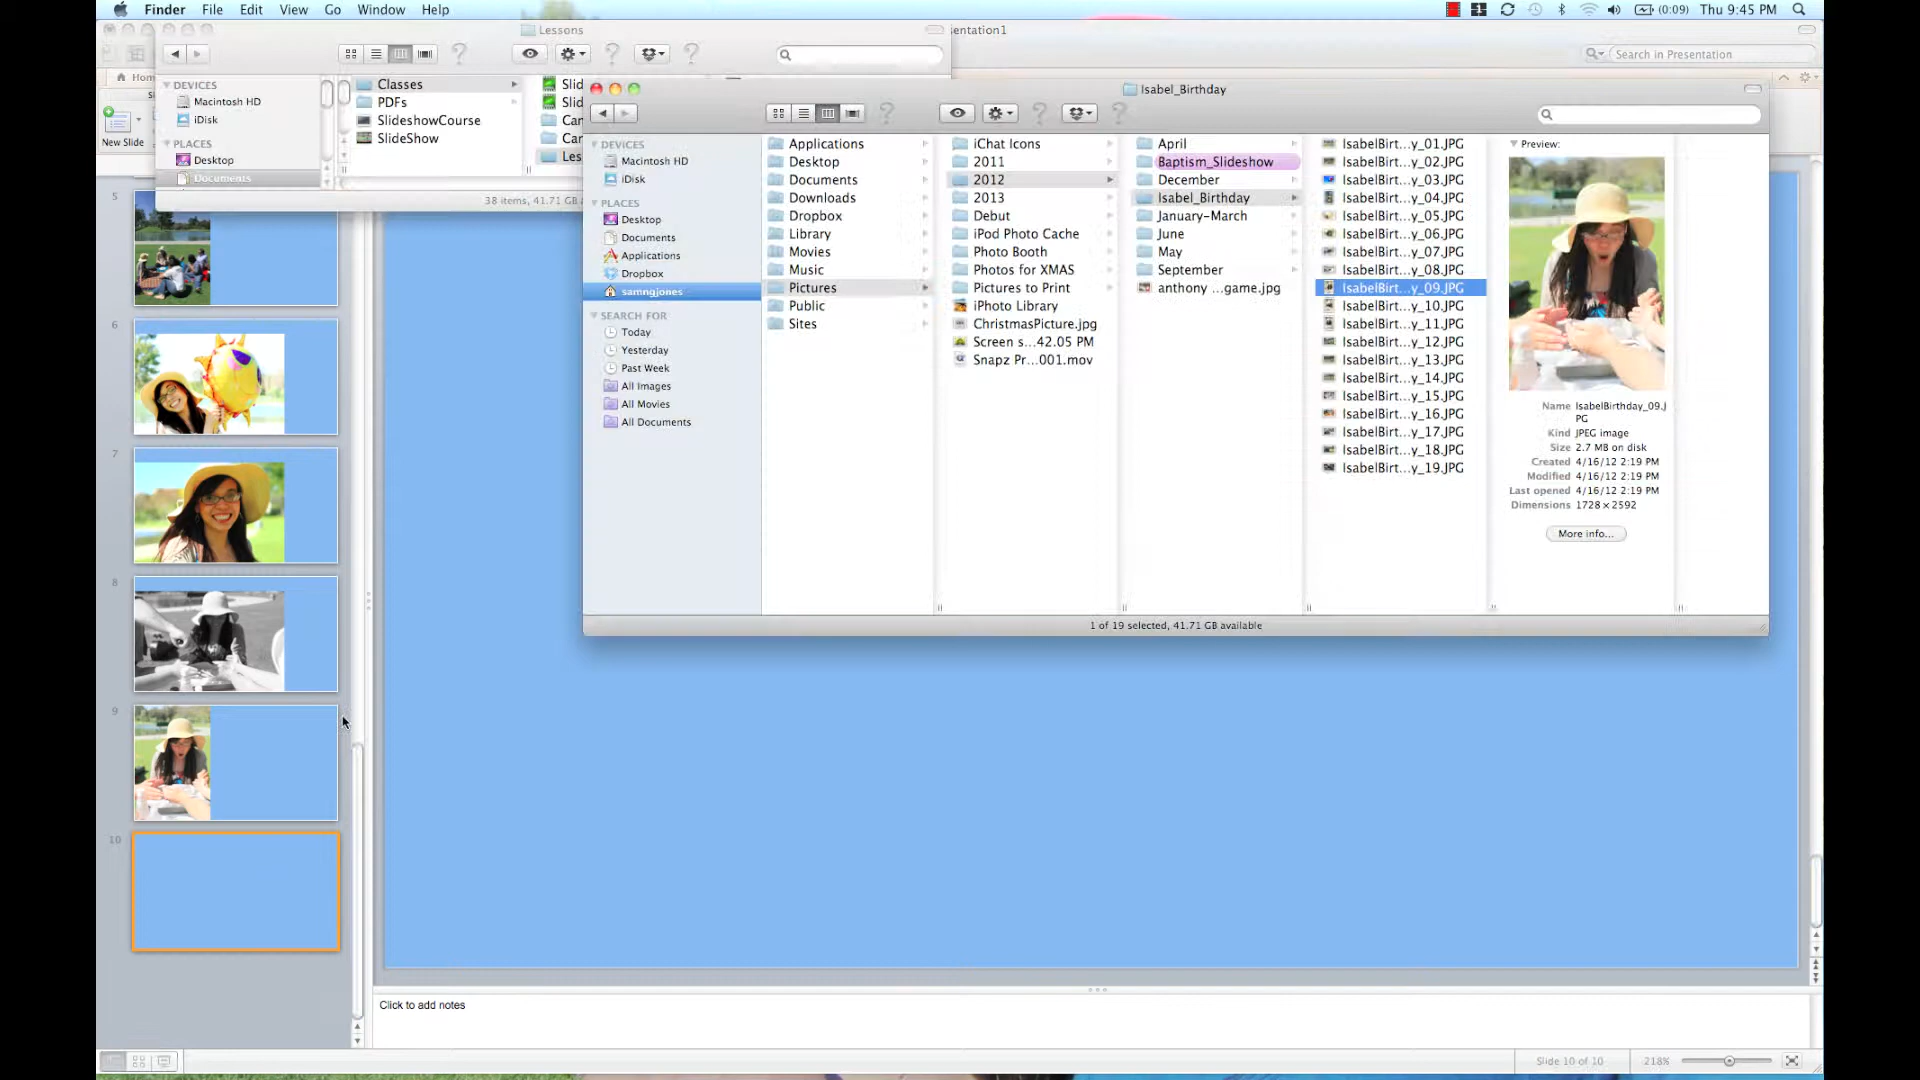 Finder File Edit View Go Window Help
(0:09) Thu 9:45 PM
Lessons
sentation1
Search in Presentation
Home
New Slide
DEVICES
Macintosh HD
iDisk
PLACES
Desktop
Documents
Classes
PDFs
SlideshowCourse
SlideShow
Slid
Slid
Can
Can
Les
38 items, 41.71 GB a
5
6
7
8
9
10
Isabel_Birthday
DEVICES
Macintosh HD
iDisk
PLACES
Desktop
Documents
Applications
Dropbox
samngjones
SEARCH FOR
Today
Yesterday
Past Week
All Images
All Movies
All Documents
Applications
Desktop
Documents
Downloads
Dropbox
Library
Movies
Music
Pictures
Public
Sites
iChat Icons
2011
2012
2013
Debut
iPod Photo Cache
Photo Booth
Photos for XMAS
Pictures to Print
iPhoto Library
ChristmasPicture.jpg
Screen s...42.05 PM
Snapz Pr...001.mov
April
Baptism_Slideshow
December
Isabel_Birthday
January-March
June
May
September
anthony ...game.jpg
IsabelBirt...y_01.JPG
IsabelBirt...y_02.JPG
IsabelBirt...y_03.JPG
IsabelBirt...y_04.JPG
IsabelBirt...y_05.JPG
IsabelBirt...y_06.JPG
IsabelBirt...y_07.JPG
IsabelBirt...y_08.JPG
IsabelBirt...y_09.JPG
IsabelBirt...y_10.JPG
IsabelBirt...y_11.JPG
IsabelBirt...y_12.JPG
IsabelBirt...y_13.JPG
IsabelBirt...y_14.JPG
IsabelBirt...y_15.JPG
IsabelBirt...y_16.JPG
IsabelBirt...y_17.JPG
IsabelBirt...y_18.JPG
IsabelBirt...y_19.JPG
Preview:
Name IsabelBirthday_09.J
PG
Kind JPEG image
Size 2.7 MB on disk
Created 4/16/12 2:19 PM
Modified 4/16/12 2:19 PM
Last opened 4/16/12 2:19 PM
Dimensions 1728 × 2592
More info...
1 of 19 selected, 41.71 GB available
Click to add notes
Slide 10 of 10
218%